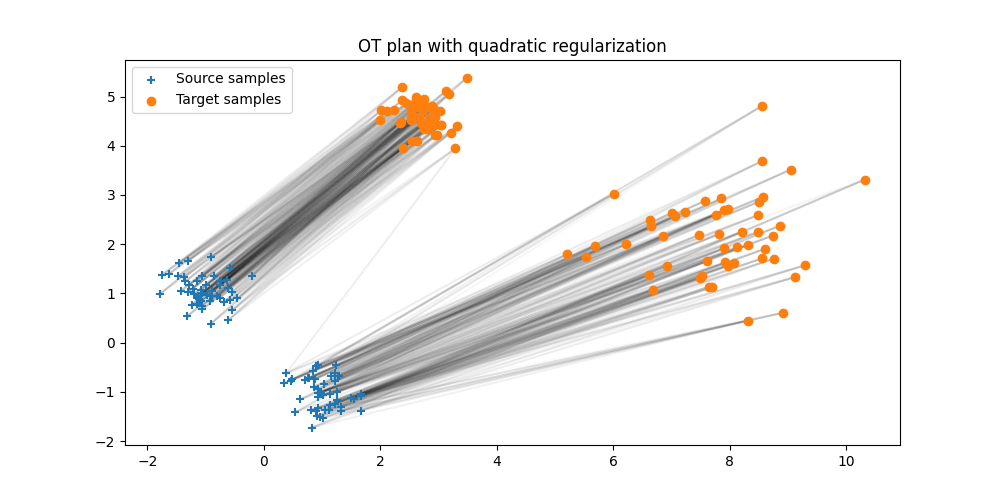 OT plan with quadratic regularization
Source samples
Target samples
5
4
3
2
1
0
−1
−2
−2 0 2 4 6 8 10